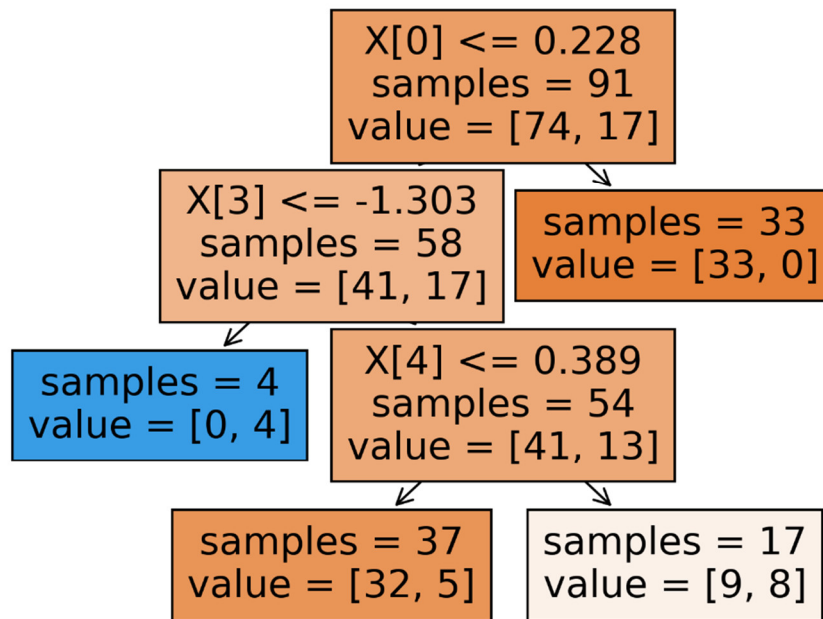 X[0] <= 0.228
samples = 91
value = [74, 17]
X[3] <= -1.303
samples = 58
value = [41, 17]
samples = 33
value = [33, 0]
samples = 4
value = [0, 4]
X[4] <= 0.389
samples = 54
value = [41, 13]
samples = 37
value = [32, 5]
samples = 17
value = [9, 8]